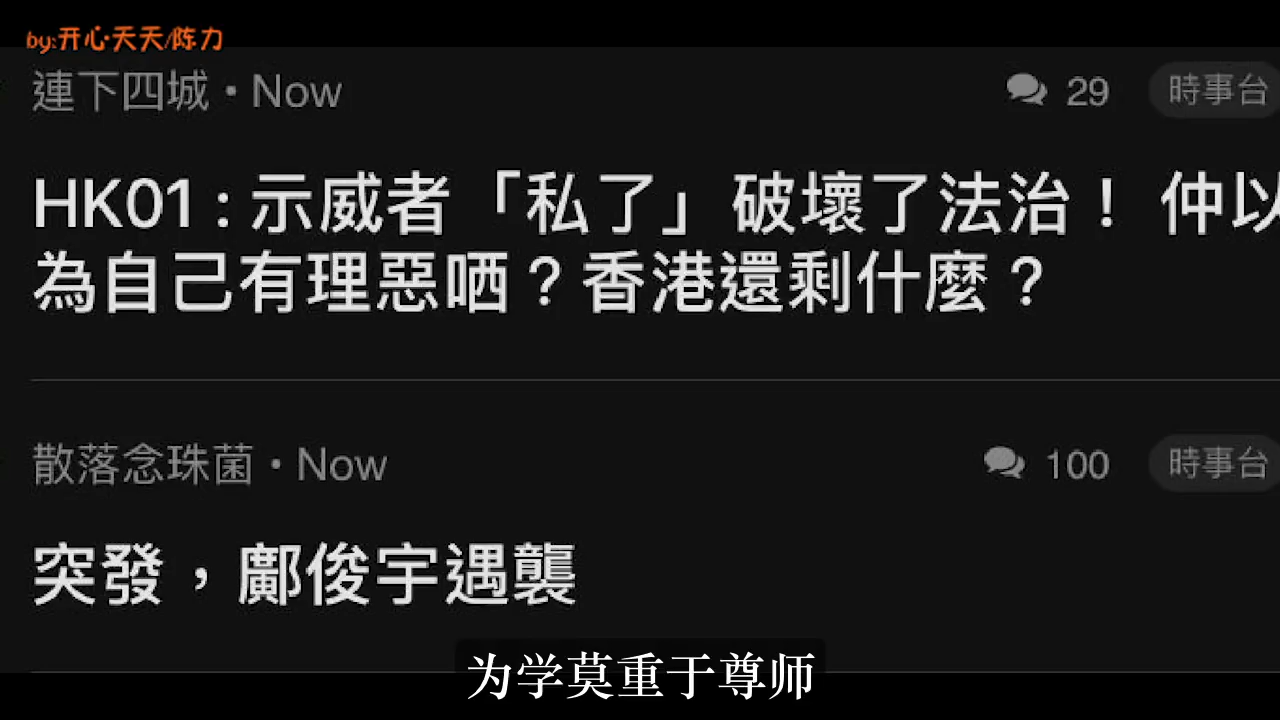 by:开心天天/陈力
連下四城・Now 29 時事台
HK01 : 示威者「私了」破壞了法治！ 仲以
為自己有理惡哂？香港還剩什麼？
散落念珠菌・Now 100 時事台
突發，鄺俊宇遇襲
为学莫重于尊师